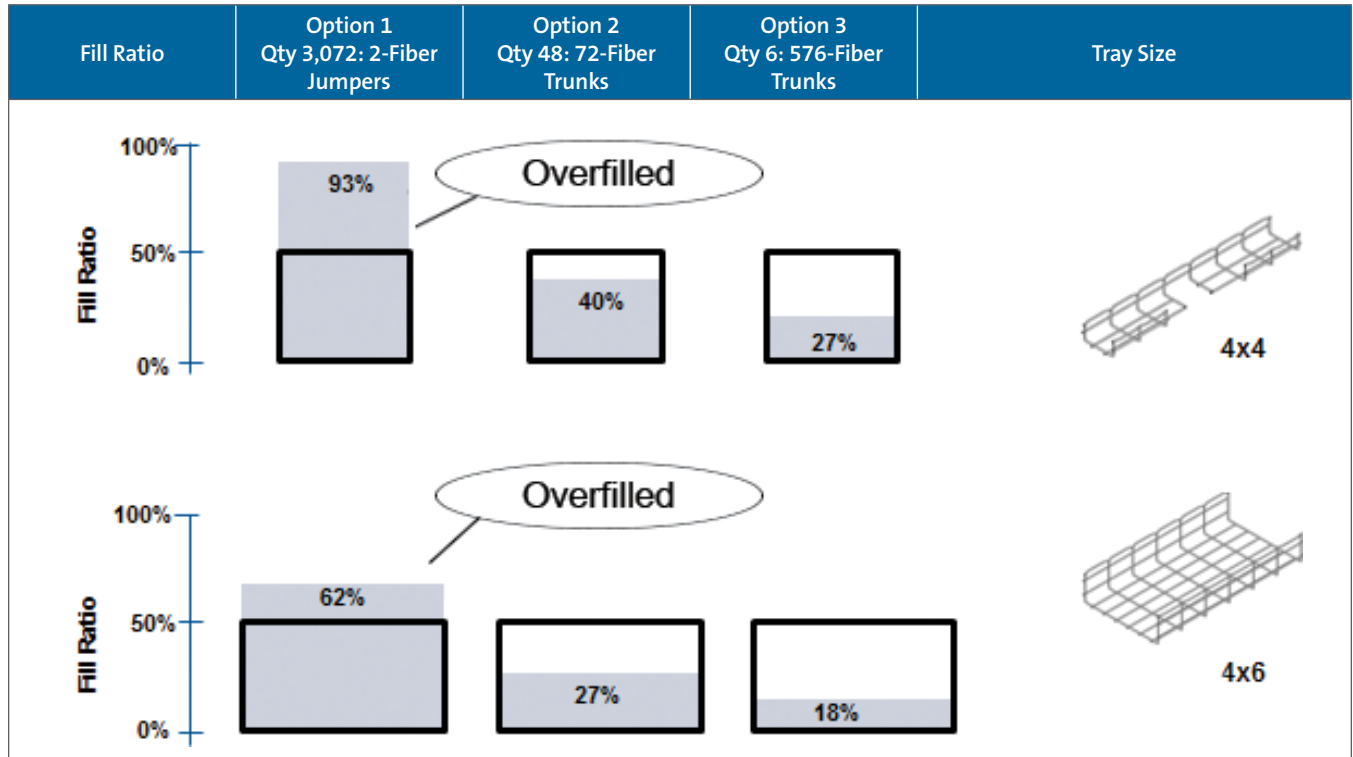 Fill Ratio
Option 1
Qty 3,072: 2-Fiber
Jumpers
Option 2
Qty 48: 72-Fiber
Trunks
Option 3
Qty 6: 576-Fiber
Trunks
Tray Size
100%
93%
Overfilled
Fill Ratio
50%
40%
27%
0%
4x4
Overfilled
100%
62%
Fill Ratio
50%
27%
18%
0%
4x6